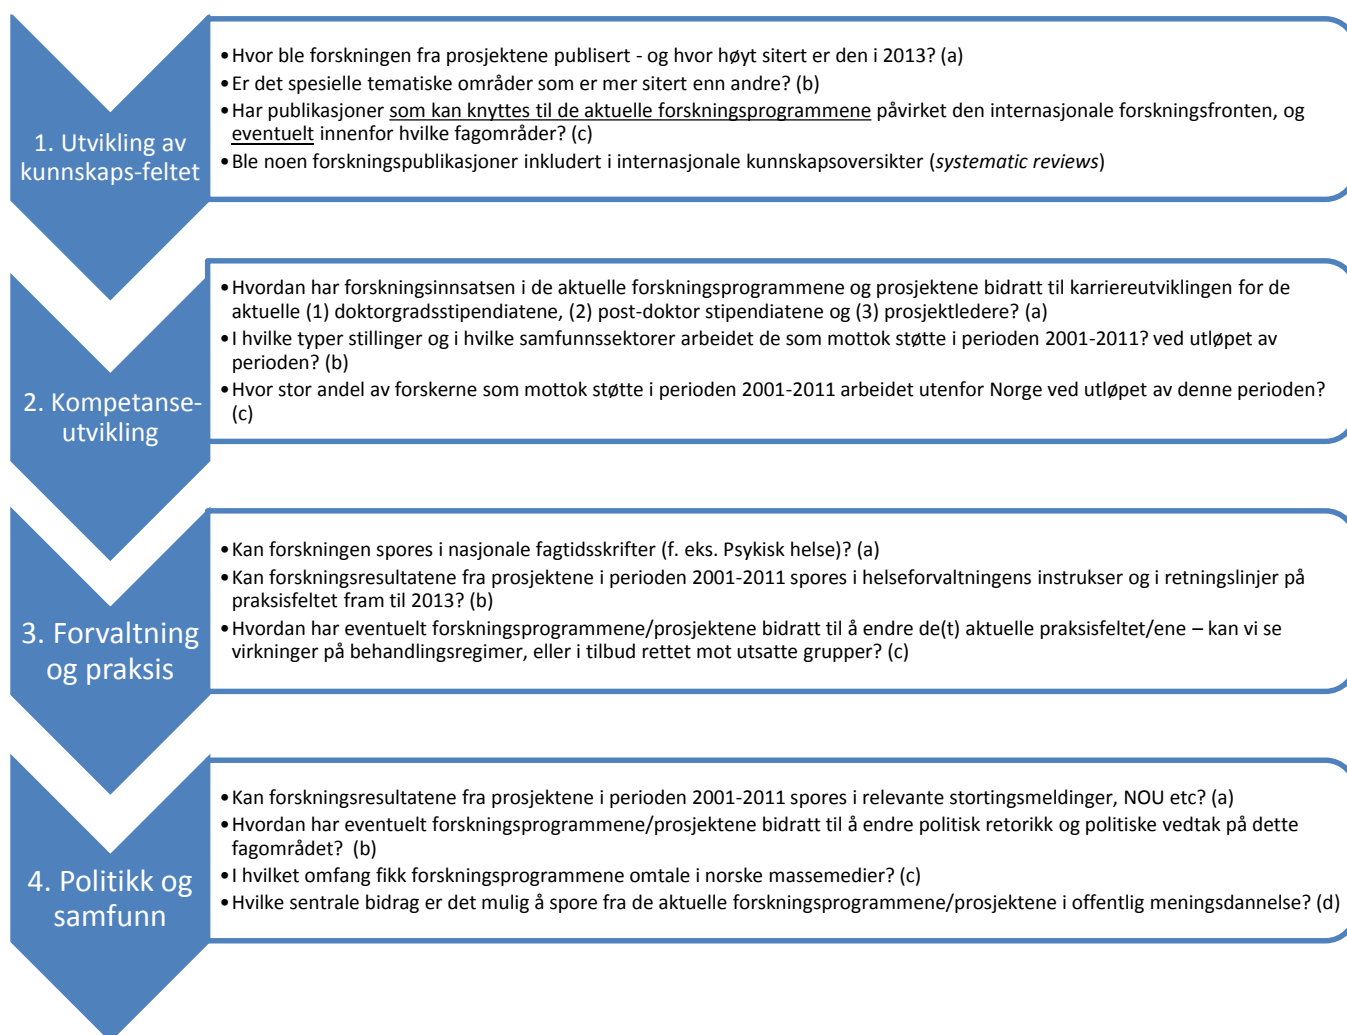 1. Utvikling av
kunnskaps-feltet
•Hvor ble forskningen fra prosjektene publisert - og hvor høyt sitert er den i 2013? (a)
•Er det spesielle tematiske områder som er mer sitert enn andre? (b)
•Har publikasjoner som kan knyttes til de aktuelle forskningsprogrammene påvirket den internasjonale forskningsfronten, og
eventuelt innenfor hvilke fagområder? (c)
•Ble noen forskningspublikasjoner inkludert i internasjonale kunnskapsoversikter (systematic reviews)
2. Kompetanse-
utvikling
•Hvordan har forskningsinnsatsen i de aktuelle forskningsprogrammene og prosjektene bidratt til karriereutviklingen for de
aktuelle (1) doktorgradsstipendiatene, (2) post-doktor stipendiatene og (3) prosjektledere? (a)
•I hvilke typer stillinger og i hvilke samfunnssektorer arbeidet de som mottok støtte i perioden 2001-2011? ved utløpet av
perioden? (b)
•Hvor stor andel av forskerne som mottok støtte i perioden 2001-2011 arbeidet utenfor Norge ved utløpet av denne perioden?
(c)
3. Forvaltning
og praksis
•Kan forskningen spores i nasjonale fagtidsskrifter (f. eks. Psykisk helse)? (a)
•Kan forskningsresultatene fra prosjektene i perioden 2001-2011 spores i helseforvaltningens instrukser og i retningslinjer på
praksisfeltet fram til 2013? (b)
•Hvordan har eventuelt forskningsprogrammene/prosjektene bidratt til å endre de(t) aktuelle praksisfeltet/ene – kan vi se
virkninger på behandlingsregimer, eller i tilbud rettet mot utsatte grupper? (c)
4. Politikk og
samfunn
•Kan forskningsresultatene fra prosjektene i perioden 2001-2011 spores i relevante stortingsmeldinger, NOU etc? (a)
•Hvordan har eventuelt forskningsprogrammene/prosjektene bidratt til å endre politisk retorikk og politiske vedtak på dette
fagområdet? (b)
•I hvilket omfang fikk forskningsprogrammene omtale i norske massemedier? (c)
•Hvilke sentrale bidrag er det mulig å spore fra de aktuelle forskningsprogrammene/prosjektene i offentlig meningsdannelse? (d)